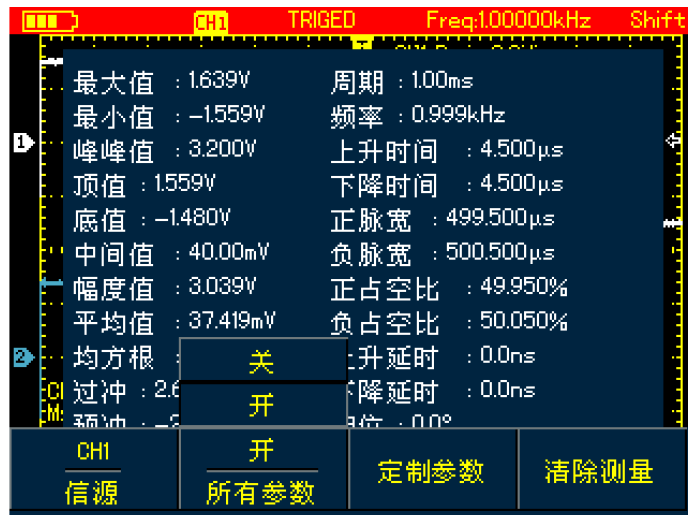 CH1 TRIGED Freq:1.00000kHz Shift
最大值 : 1.639V 周期 : 1.00ms
最小值 : -1.559V 频率 : 0.999kHz
1 峰峰值 : 3.200V 上升时间 : 4.500μs
顶值 : 1.559V 下降时间 : 4.500μs
底值 : -1.480V 正脉宽 : 499.500μs
中间值 : 40.00mV 负脉宽 : 500.500μs
幅度值 : 3.039V 正占空比 : 49.950%
平均值 : 37.419mV 负占空比 : 50.050%
2 均方根 : 关 升延时 : 0.0ns
过冲 : 2.6 开 降延时 : 0.0ns
0.0°
CH1 开 定制参数 清除测量
信源 所有参数